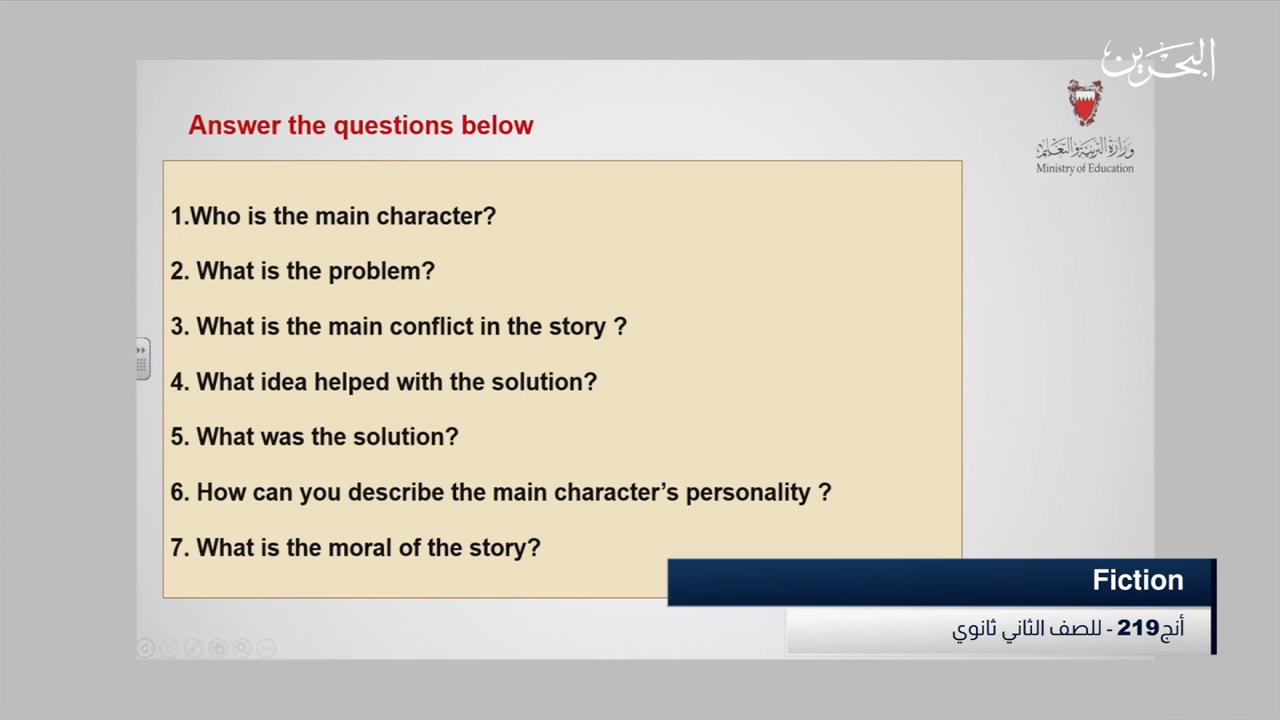 البحرين
وزارة التربية والتعليم
Ministry of Education
Answer the questions below
1.Who is the main character?
2. What is the problem?
3. What is the main conflict in the story ?
4. What idea helped with the solution?
5. What was the solution?
6. How can you describe the main character’s personality ?
7. What is the moral of the story?
Fiction
أنج219 - للصف الثاني ثانوي